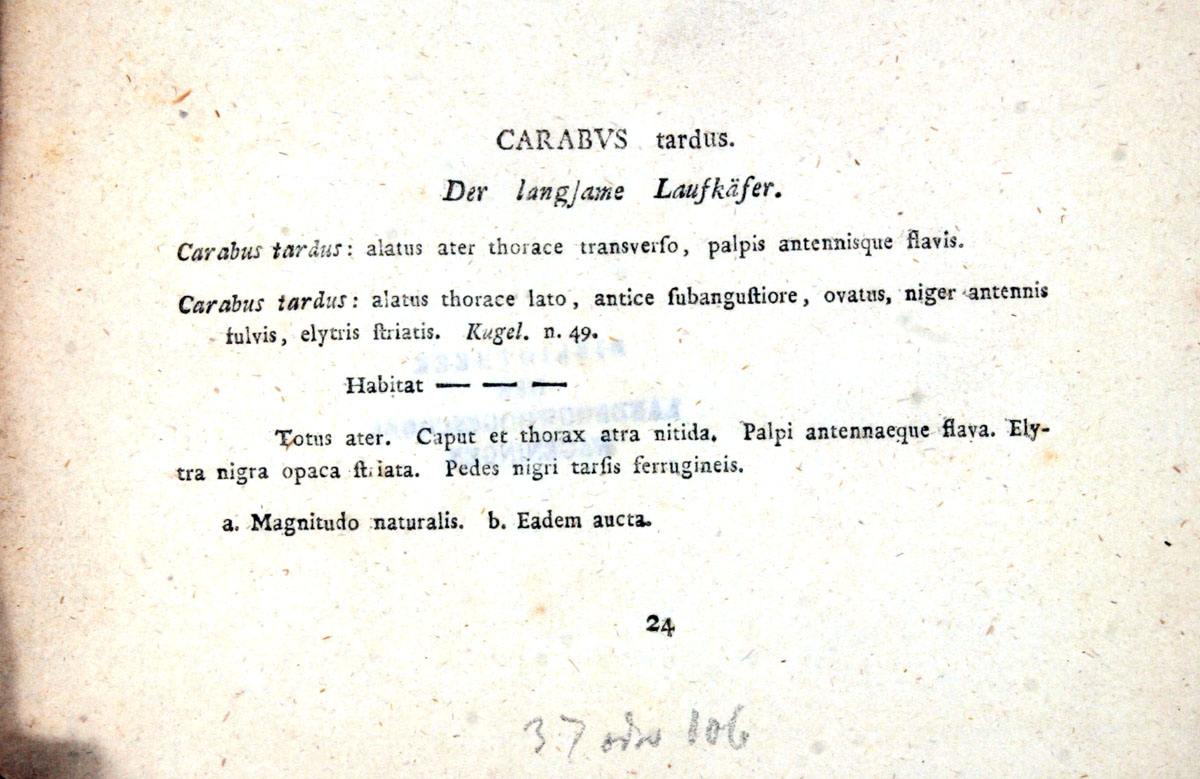 CARABVS tardus.
Der langſame Laufkäfer.
Carabus tardus: alatus ater thorace transverſo, palpis antennisque flavis.
Carabus tardus: alatus thorace lato, antice ſubanguſtiore, ovatus, niger antennis
fulvis, elytris ſtriatis. Kugel. n. 49.
Habitat — — —
Totus ater. Caput et thorax atra nitida. Palpi antennaeque flava. Ely-
tra nigra opaca ſtriata. Pedes nigri tarſis ferrugineis.
a. Magnitudo naturalis. b. Eadem aucta.
24
37 oder 106